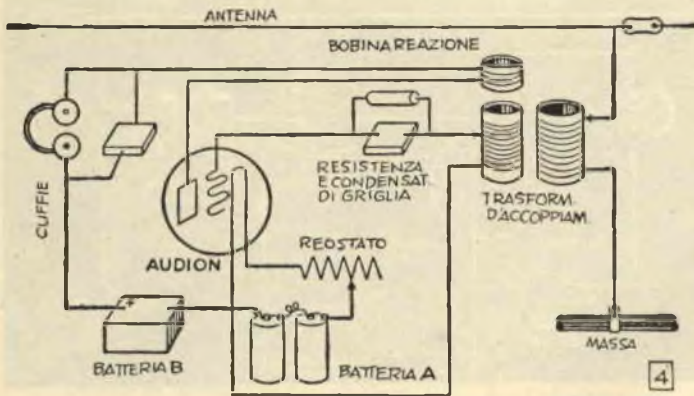 ANTENNA
BOBINA REAZIONE
CUFFIE
RESISTENZA
E CONDENSAT.
DI GRIGLIA
TRASFORM.
D'ACCOPPIAM.
AUDION
REOSTATO
+
BATTERIA B
BATTERIA A
MASSA
4